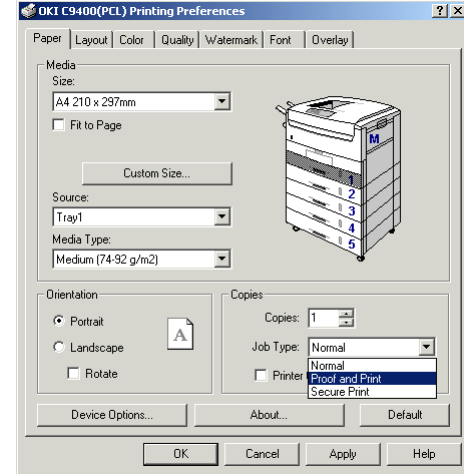 OKI C9400(PCL) Printing Preferences
Paper Layout Color Quality Watermark Font Overlay
Media
Size:
A4 210 x 297mm
Fit to Page
Custom Size...
Source:
Tray1
Media Type:
Medium (74-92 g/m2)
M
1
2
3
4
5
Orientation
Portrait
Landscape
Rotate
A
Copies
Copies: 1
Job Type: Normal
Normal
Proof and Print
Secure Print
Printer
Device Options... About... Default
OK Cancel Apply Help